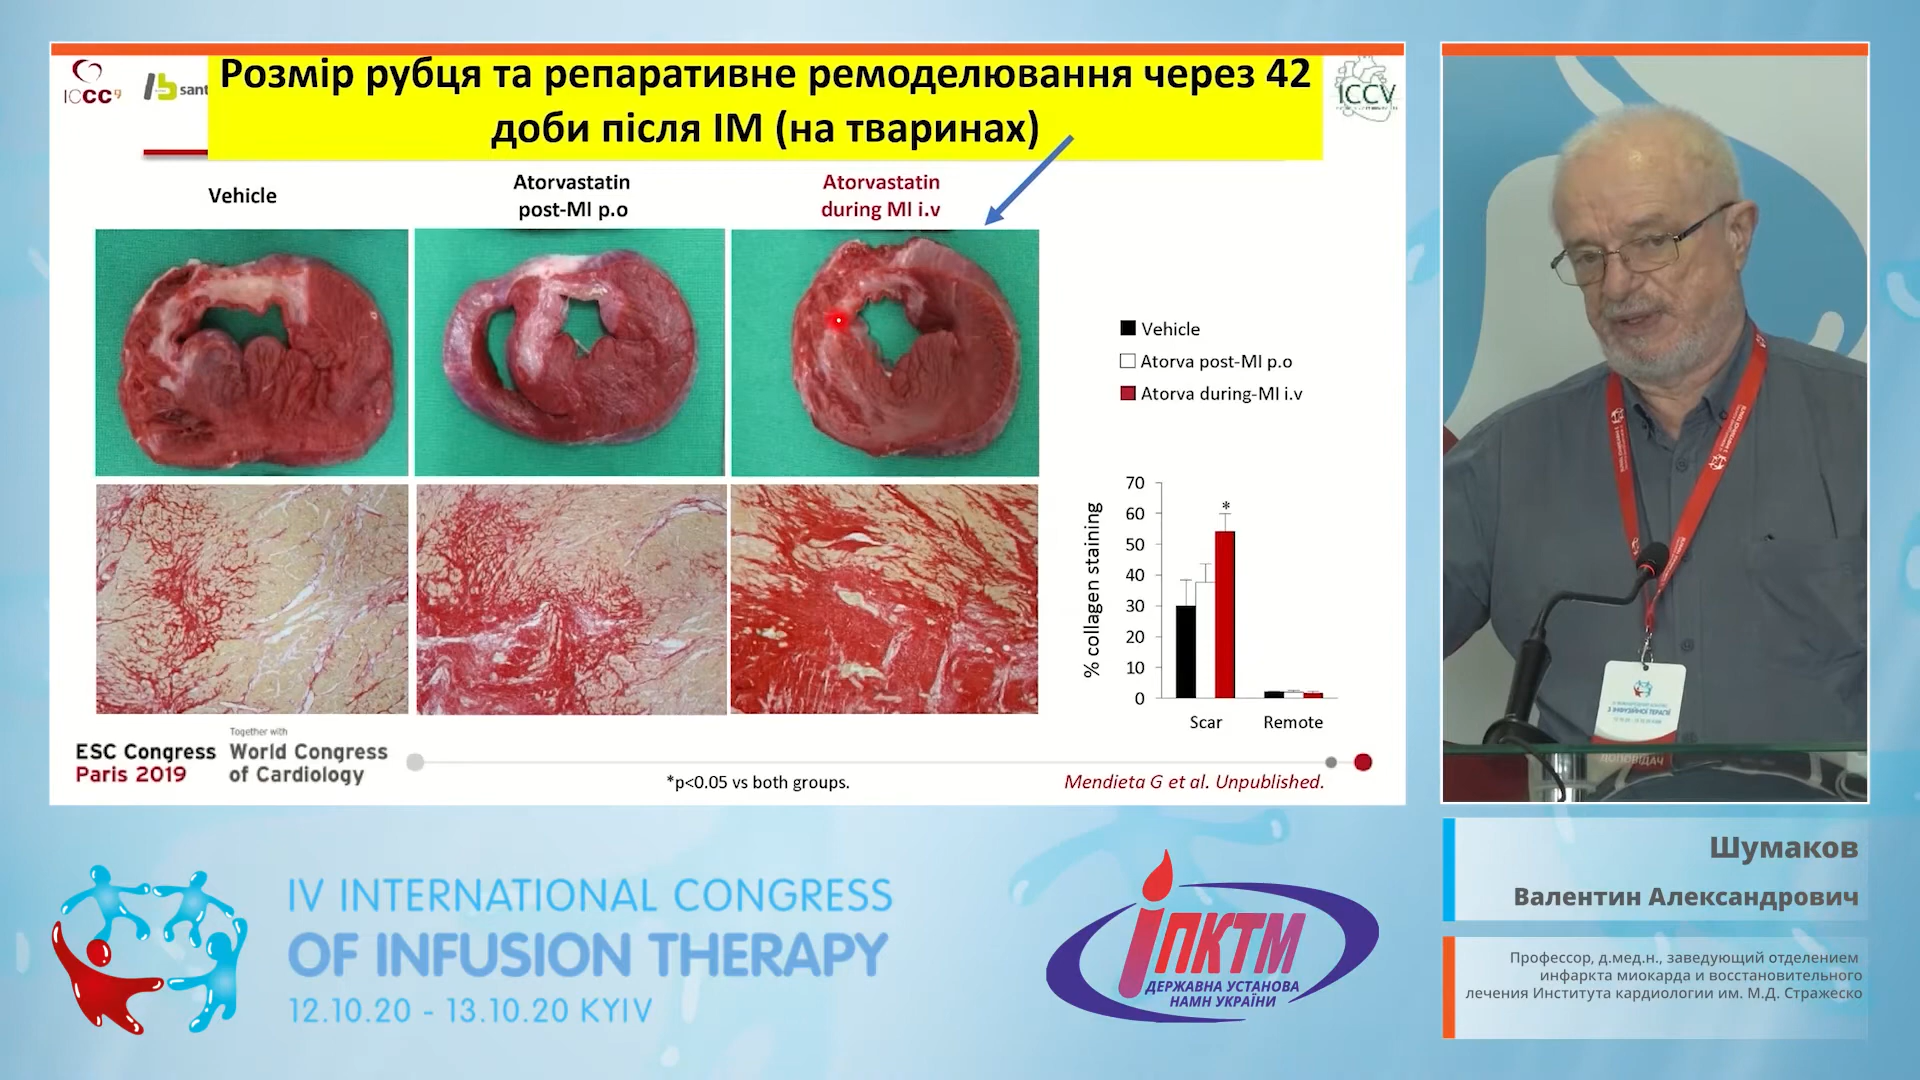 ICCC
sant
Розмір рубця та репаративне ремоделювання через 42
доби після ІМ (на тваринах)
ICCV
Vehicle
Atorvastatin
post-MI p.o
Atorvastatin
during MI i.v
Vehicle
Atorva post-MI p.o
Atorva during-MI i.v
% collagen staining
70
60
50
40
30
20
10
0
*
Scar
Remote
ESC Congress
Paris 2019
Together with
World Congress
of Cardiology
*p<0.05 vs both groups.
Mendieta G et al. Unpublished.
З ІНФУЗІЙНОЇ ТЕРАПІЇ
ДОПОВІДАЧ
IV INTERNATIONAL CONGRESS
OF INFUSION THERAPY
12.10.20 - 13.10.20 KYIV
ІПКТМ
ДЕРЖАВНА УСТАНОВА
НАМН УКРАЇНИ
Шумаков
Валентин Александрович
Профессор, д.мед.н., заведующий отделением
инфаркта миокарда и восстановительного
лечения Института кардиологии им. М.Д. Стражеско